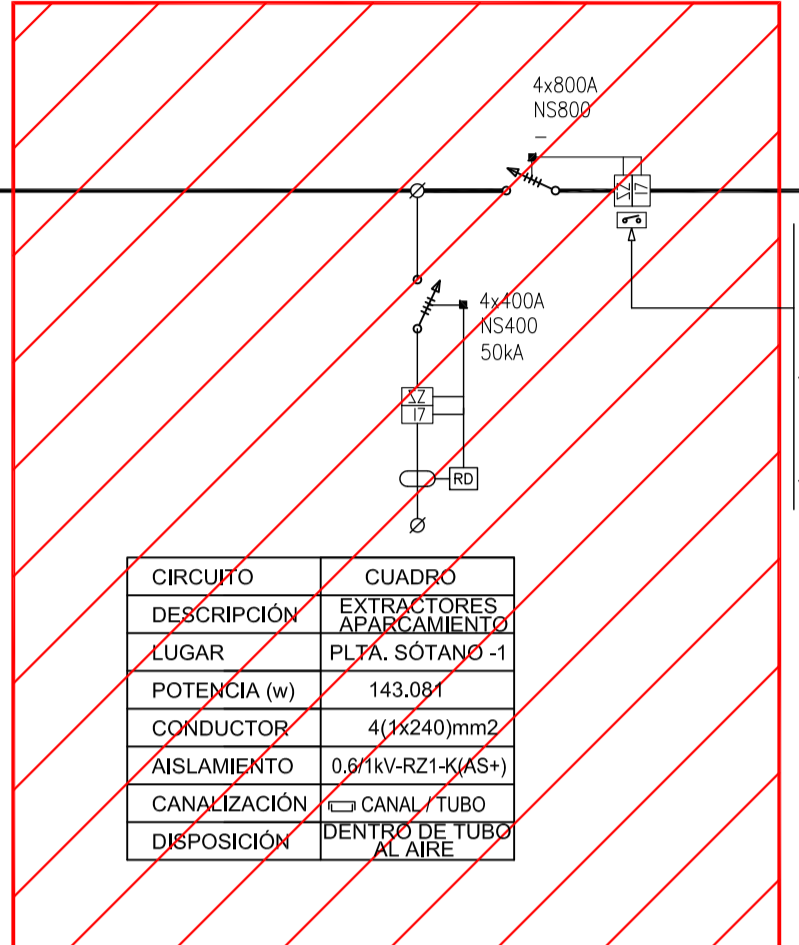 4x800A
NS800
–
4x400A
NS400
50kA
RD
CIRCUITO CUADRO
DESCRIPCIÓN EXTRACTORES
APARCAMIENTO
LUGAR PLTA. SÓTANO -1
POTENCIA (w) 143.081
CONDUCTOR 4(1x240)mm2
AISLAMIENTO 0.6/1kV-RZ1-K(AS+)
CANALIZACIÓN CANAL / TUBO
DISPOSICIÓN DENTRO DE TUBO
AL AIRE